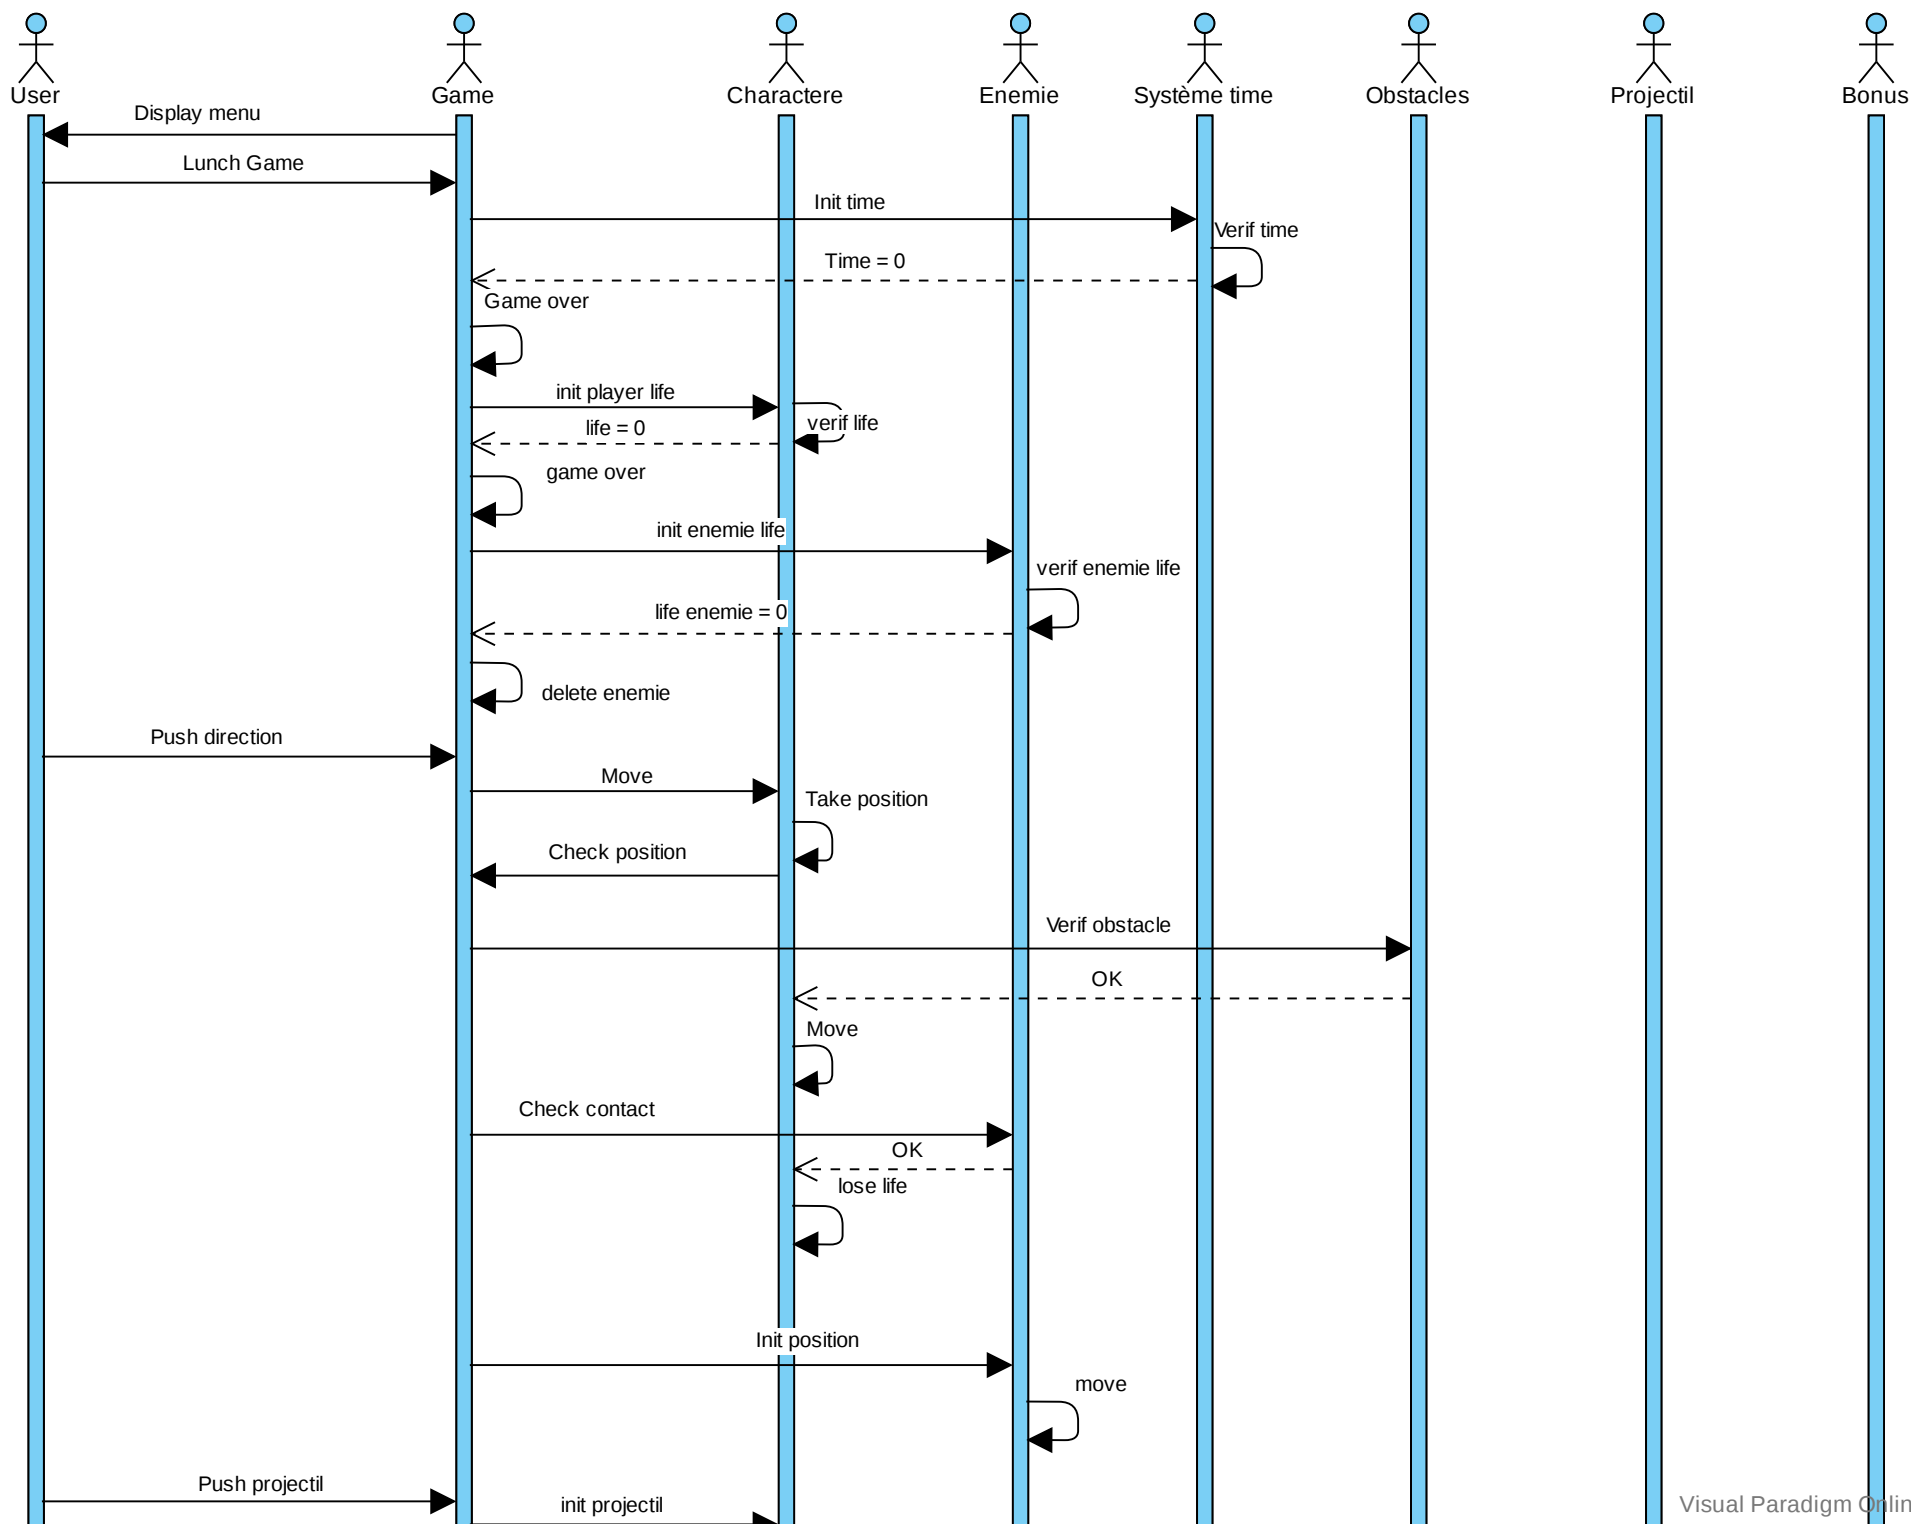 User
Game
Charactere
Enemie
Système time
Obstacles
Projectil
Bonus
Display menu
Lunch Game
Init time
Verif time
Time = 0
Game over
init player life
verif life
life = 0
game over
init enemie life
verif enemie life
life enemie = 0
delete enemie
Push direction
Move
Take position
Check position
Verif obstacle
OK
Move
Check contact
OK
lose life
Init position
move
Push projectil
init projectil
Visual Paradigm Onlin